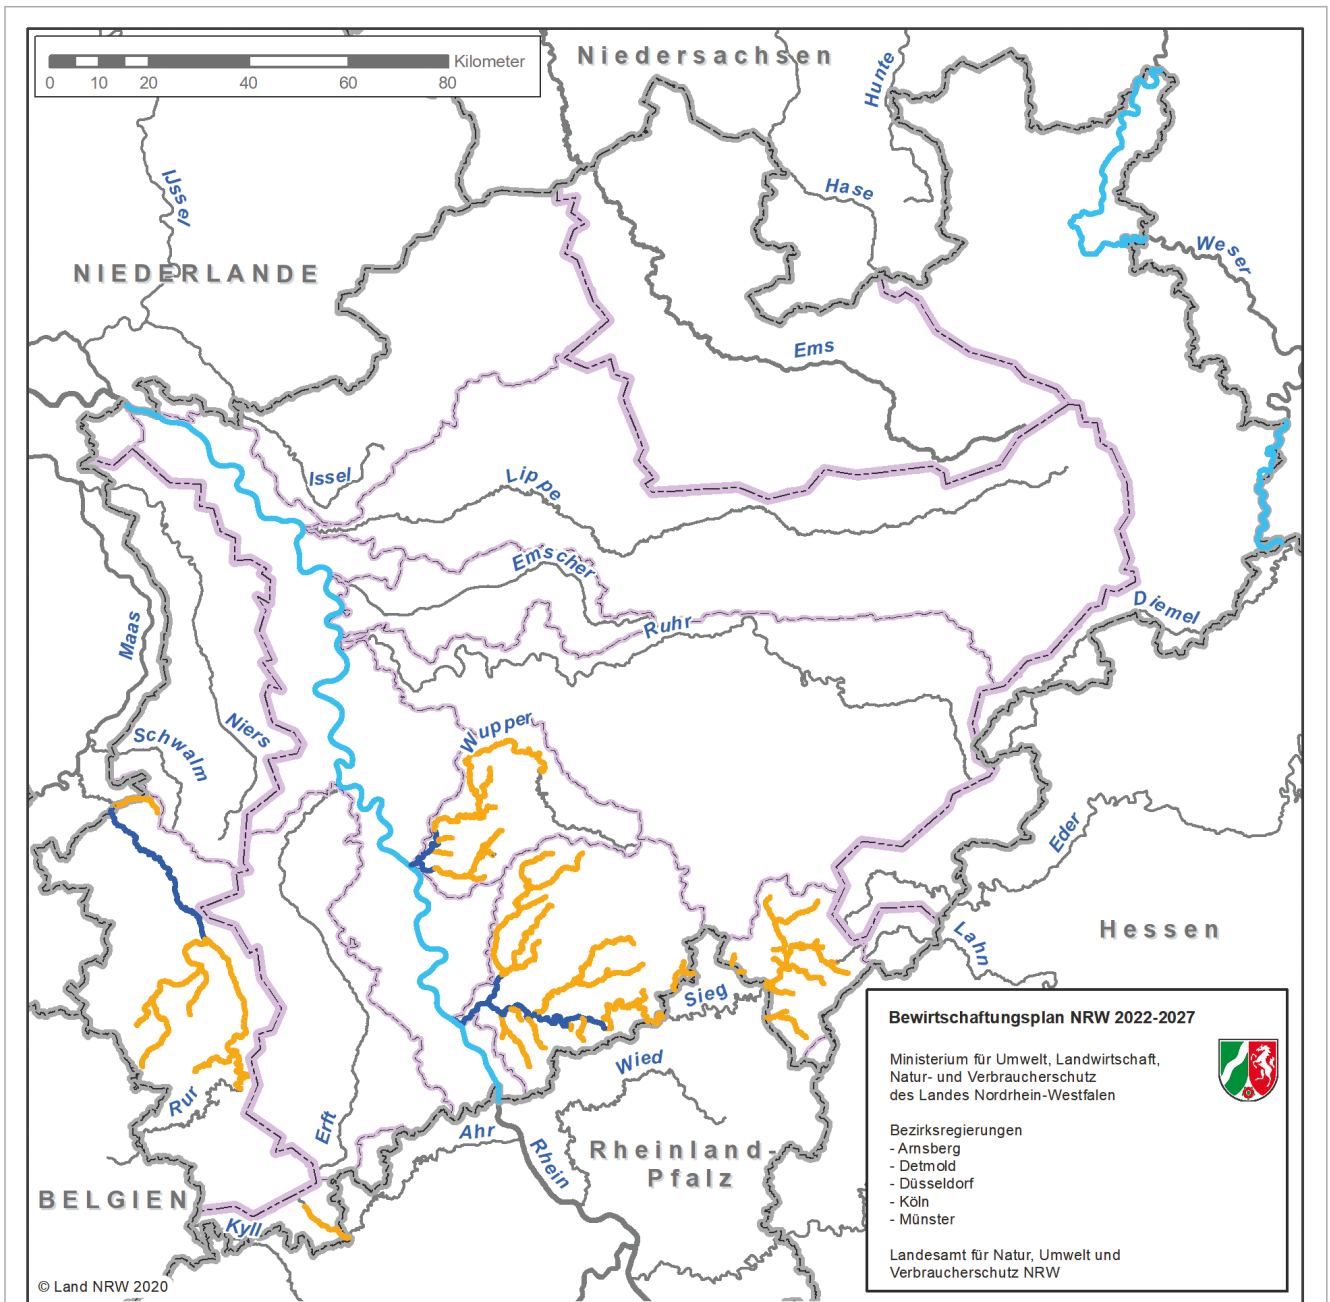 Niedersachsen
Kilometer
0 10 20 40 60 80
Hunte
IJssel
Hase
NIEDERLANDE
Weser
Ems
Issel
Lippe
Emscher
Ruhr
Diemel
Maas
Schwalm
Niers
Wupper
Eder
Hessen
Lahn
Sieg
Wied
Rur
Erft
Ahr
Rhein
Rheinland-
Pfalz
BELGIEN
Kyll
© Land NRW 2020
Bewirtschaftungsplan NRW 2022-2027
Ministerium für Umwelt, Landwirtschaft,
Natur- und Verbraucherschutz
des Landes Nordrhein-Westfalen
Bezirksregierungen
- Arnsberg
- Detmold
- Düsseldorf
- Köln
- Münster
Landesamt für Natur, Umwelt und
Verbraucherschutz NRW